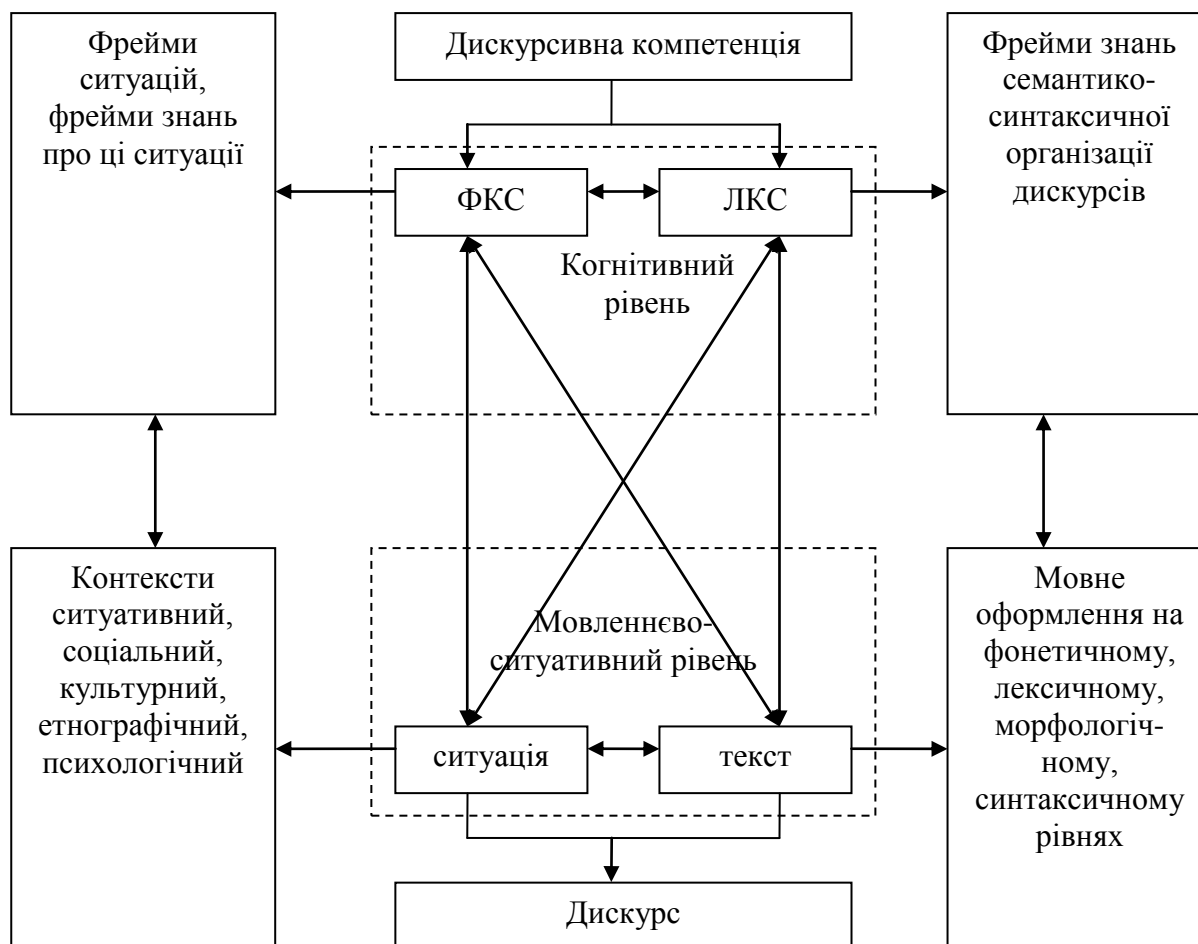 Фрейми
ситуацій,
фрейми знань
про ці ситуації
Дискурсивна компетенція
Фрейми знань
семантико-
синтаксичної
організації
дискурсів
ФКС
ЛКС
Когнітивний
рівень
Контексти
ситуативний,
соціальний,
культурний,
етнографічний,
психологічний
Мовленнєво-
ситуативний рівень
ситуація
текст
Мовне
оформлення на
фонетичному,
лексичному,
морфологіч-
ному,
синтаксичному
рівнях
Дискурс